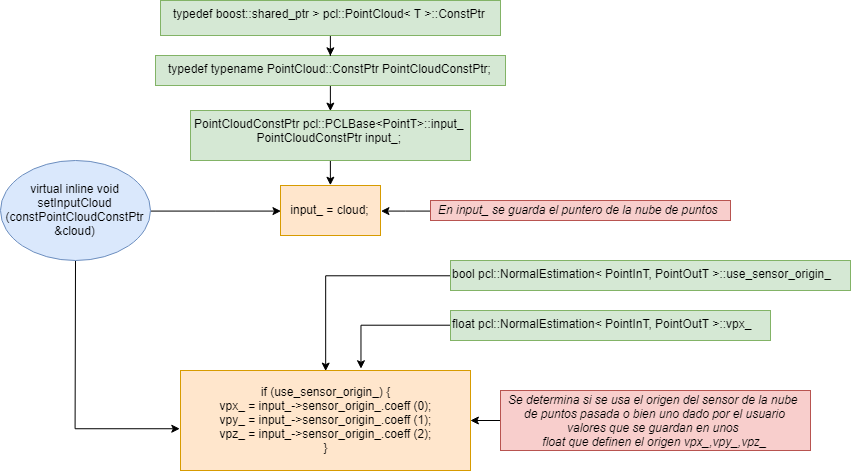 typedef boost::shared_ptr > pcl::PointCloud< T >::ConstPtr
typedef typename PointCloud::ConstPtr PointCloudConstPtr;
PointCloudConstPtr pcl::PCLBase<PointT>::input_
PointCloudConstPtr input_;
virtual inline void
setInputCloud
(constPointCloudConstPtr
&cloud)
input_ = cloud;
En input_ se guarda el puntero de la nube de puntos
bool pcl::NormalEstimation< PointInT, PointOutT >::use_sensor_origin_
float pcl::NormalEstimation< PointInT, PointOutT >::vpx_
if (use_sensor_origin_) {
vpx_ = input_->sensor_origin_.coeff (0);
vpy_ = input_->sensor_origin_.coeff (1);
vpz_ = input_->sensor_origin_.coeff (2);
}
Se determina si se usa el origen del sensor de la nube
de puntos pasada o bien uno dado por el usuario
valores que se guardan en unos
float que definen el origen vpx_,vpy_,vpz_